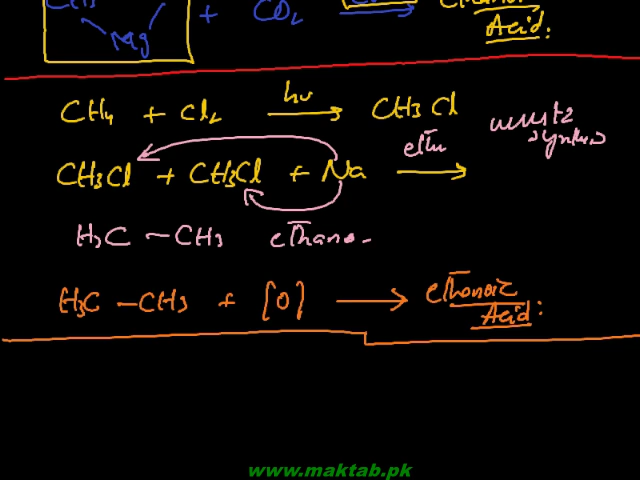 Mg + CO2 → Ethanoic
Acid:
CH4 + Cl2 hν → CH3Cl
CH3Cl + CH3Cl + Na →
H3C — CH3 ethane.
H3C — CH3 + [O] → ethanoic
Acid:
www.maktab.pk